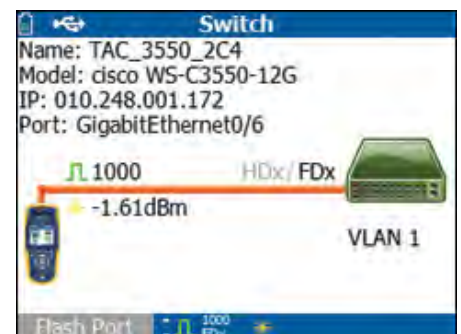 Switch
Name: TAC_3550_2C4
Model: cisco WS-C3550-12G
IP: 010.248.001.172
Port: GigabitEthernet0/6
1000 HDx/FDx
-1.61dBm
VLAN 1
Flash Port 1000
FDx